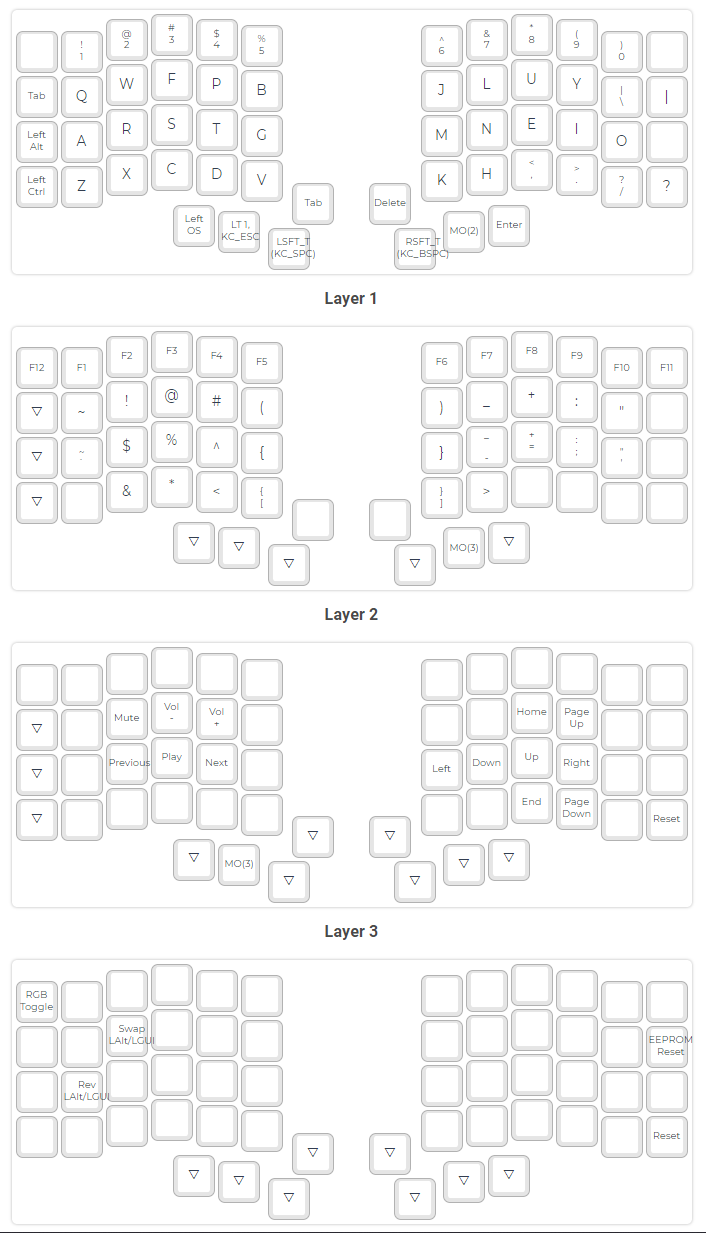 ! @ # $ % ^ & * ( )
1 2 3 4 5 6 7 8 9 0
Tab Q W F P B J L U Y | |
\
Left Alt A R S T G M N E I O
Left Ctrl Z X C D V K H < > ? ?
, . /
Tab Delete
Left OS LT 1, KC_ESC LSFT_T (KC_SPC) RSFT_T (KC_BSPC) MO(2) Enter
Layer 1
F12 F1 F2 F3 F4 F5 F6 F7 F8 F9 F10 F11
▽ ~ ! @ # ( ) _ + : "
▽ ~ $ % ^ { } _ + : "
` - = ; '
▽ & * < { } >
[ ]
▽ ▽ ▽ ▽ MO(3) ▽
Layer 2
▽ Mute Vol - Vol + Home Page Up
▽ Previous Play Next Left Down Up Right
▽ End Page Down Reset
▽ ▽
▽ MO(3) ▽ ▽ ▽ ▽
Layer 3
RGB Toggle
Swap LAlt/LGUI EEPROM Reset
Rev LAlt/LGUI
Reset
▽ ▽
▽ ▽ ▽ ▽ ▽ ▽